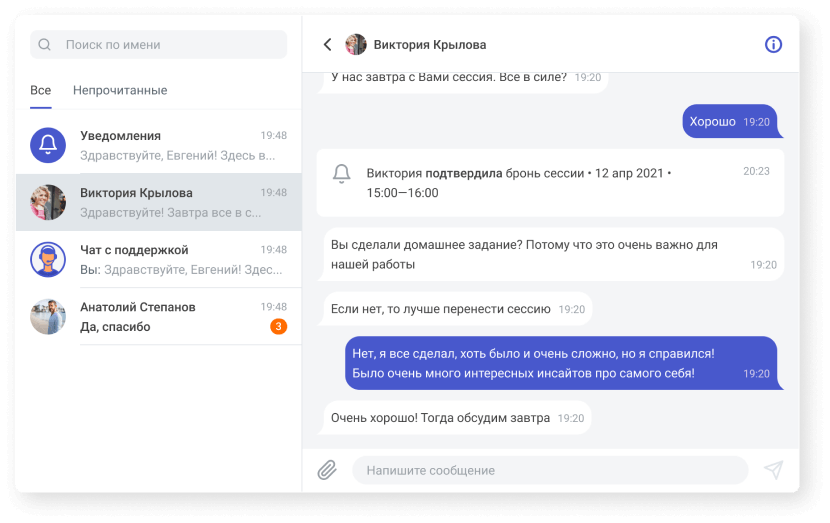 Поиск по имени
Все
Непрочитанные
Уведомления 19:48
Здравствуйте, Евгений! Здесь в...
Виктория Крылова 19:48
Здравствуйте! Завтра все в с...
Чат с поддержкой 19:48
Вы: Здравствуйте, Евгений! Здес...
Анатолий Степанов 19:48
Да, спасибо 3
Виктория Крылова
У нас завтра с Вами сессия. Все в силе? 19:20
Хорошо 19:20
Виктория подтвердила бронь сессии • 12 апр 2021 • 20:23
15:00—16:00
Вы сделали домашнее задание? Потому что это очень важно для
нашей работы 19:20
Если нет, то лучше перенести сессию 19:20
Нет, я все сделал, хоть было и очень сложно, но я справился!
Было очень много интересных инсайтов про самого себя! 19:20
Очень хорошо! Тогда обсудим завтра 19:20
Напишите сообщение